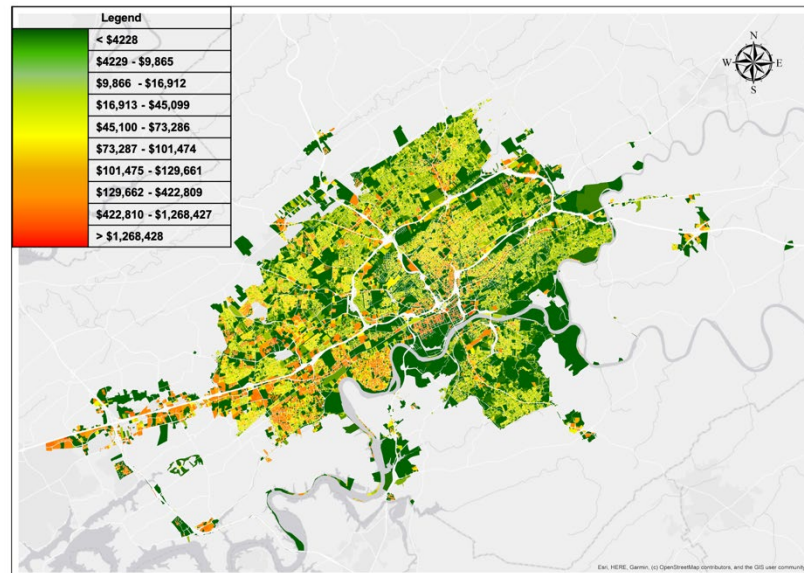 Legend
< $4228
$4229 - $9,865
$9,866 - $16,912
$16,913 - $45,099
$45,100 - $73,286
$73,287 - $101,474
$101,475 - $129,661
$129,662 - $422,809
$422,810 - $1,268,427
> $1,268,428
N
W E
S
Esri, HERE, Garmin, (c) OpenStreetMap contributors, and the GIS user community